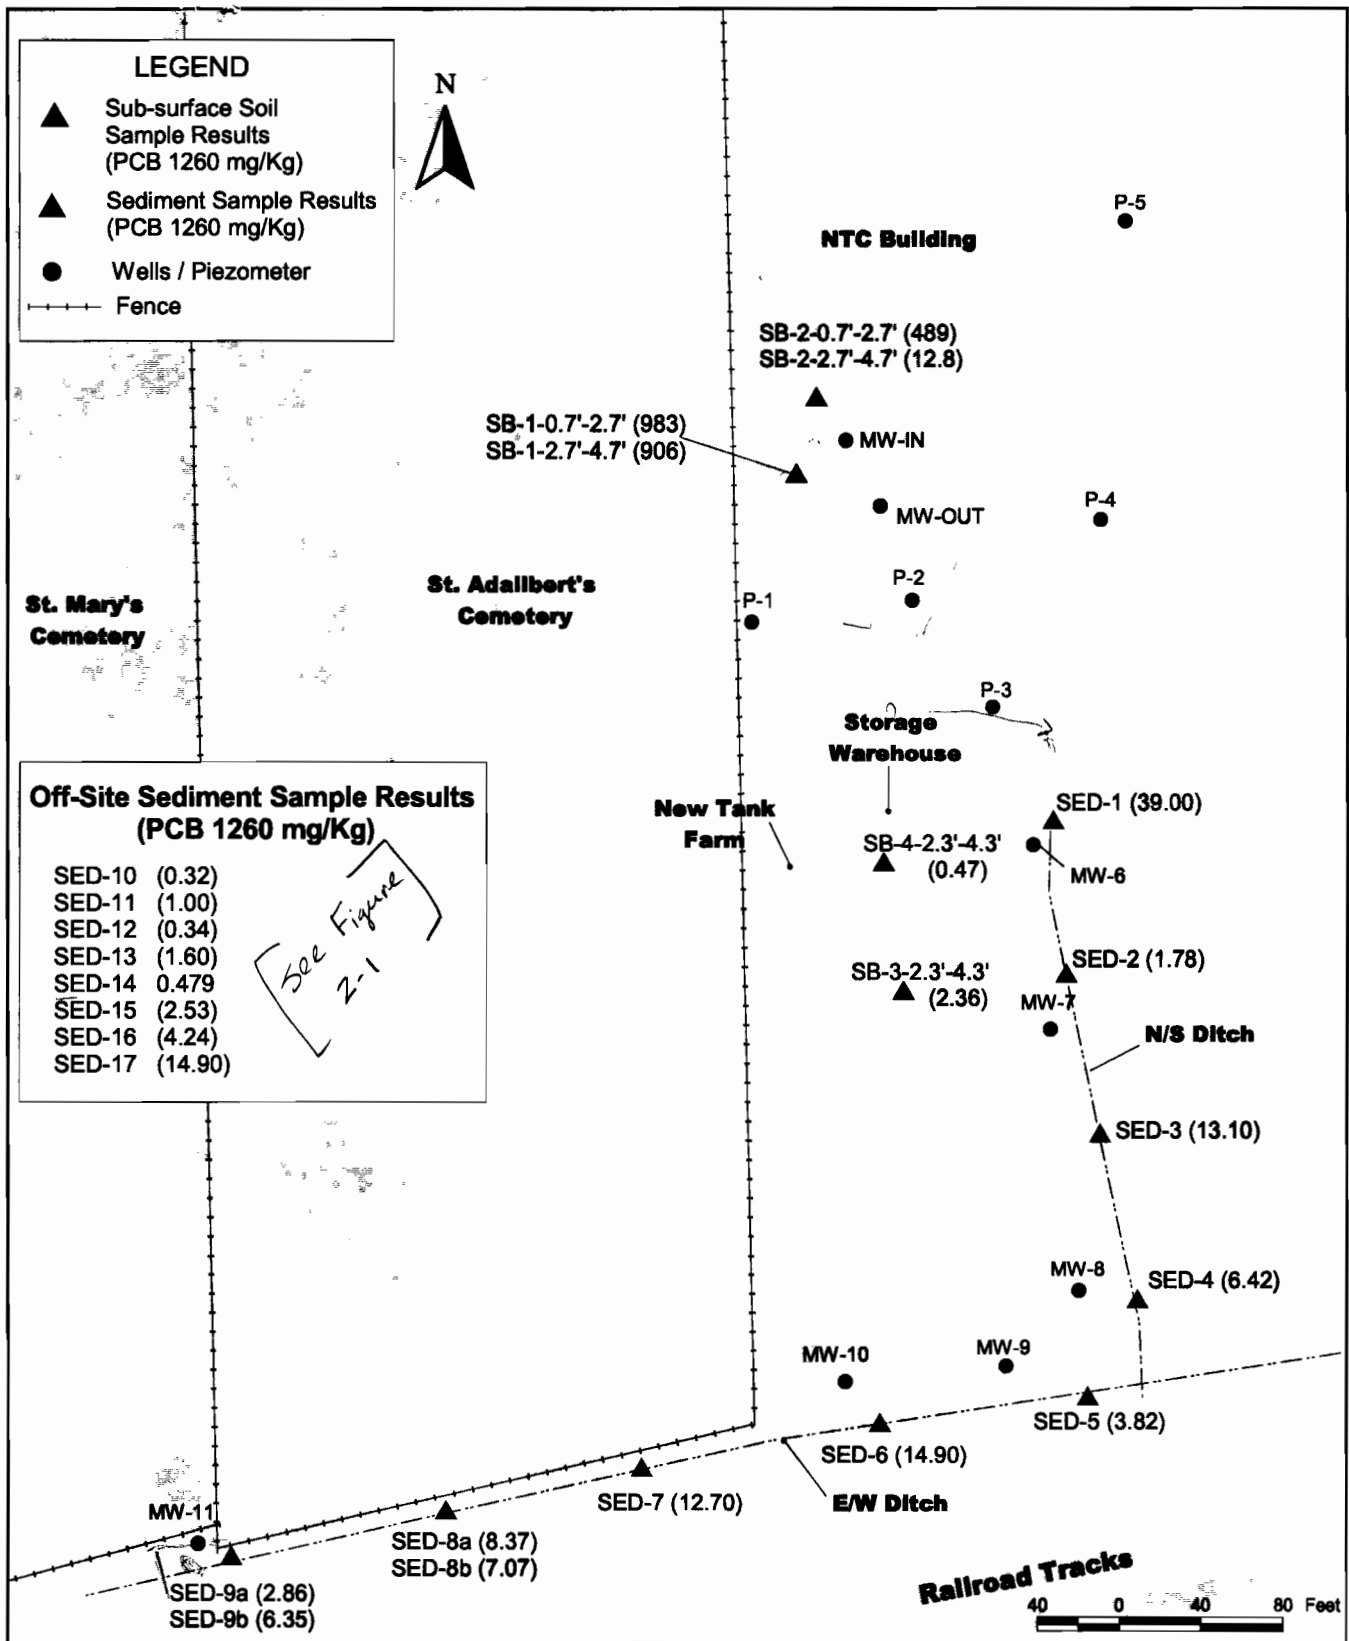 LEGEND
Sub-surface Soil
Sample Results
(PCB 1260 mg/Kg)
Sediment Sample Results
(PCB 1260 mg/Kg)
Wells / Piezometer
Fence
N
P-5
NTC Building
SB-2-0.7'-2.7' (489)
SB-2-2.7'-4.7' (12.8)
SB-1-0.7'-2.7' (983)
SB-1-2.7'-4.7' (906)
MW-IN
MW-OUT
P-4
St. Mary's
Cemetery
St. Adalbert's
Cemetery
P-1
P-2
P-3
Storage
Warehouse
New Tank
Farm
SED-1 (39.00)
SB-4-2.3'-4.3'
(0.47)
MW-6
Off-Site Sediment Sample Results
(PCB 1260 mg/Kg)
SED-10 (0.32)
SED-11 (1.00)
SED-12 (0.34)
SED-13 (1.60)
SED-14 0.479
SED-15 (2.53)
SED-16 (4.24)
SED-17 (14.90)
See Figure
2-1
SED-2 (1.78)
SB-3-2.3'-4.3'
(2.36)
MW-7
N/S Ditch
SED-3 (13.10)
MW-8
SED-4 (6.42)
MW-10
MW-9
SED-5 (3.82)
SED-6 (14.90)
SED-7 (12.70)
E/W Ditch
MW-11
SED-8a (8.37)
SED-8b (7.07)
SED-9a (2.86)
SED-9b (6.35)
Railroad Tracks
40 0 40 80 Feet